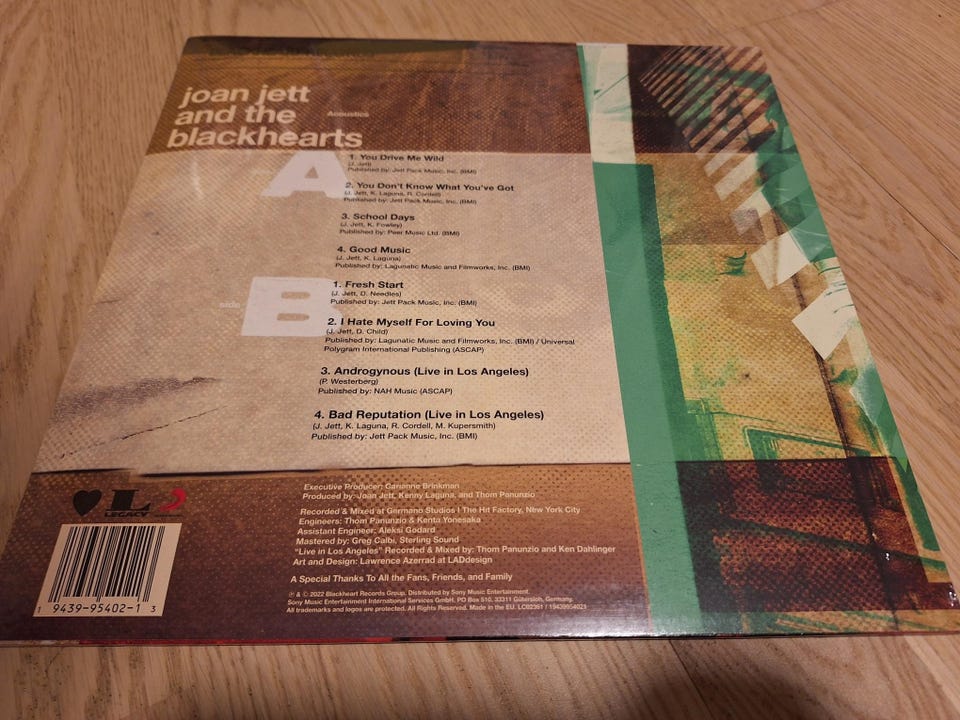 joan jett
and the
blackhearts
Acoustics
A
1. You Drive Me Wild
(J. Jett)
Published by: Jett Pack Music, Inc. (BMI)
2. You Don't Know What You've Got
(J. Jett, K. Laguna, R. Cordell)
Published by: Jett Pack Music, Inc. (BMI)
3. School Days
(J. Jett, K. Fowley)
Published by: Peer Music Ltd. (BMI)
4. Good Music
(J. Jett, K. Laguna)
Published by: Lagunatic Music and Filmworks, Inc. (BMI)
side
B
1. Fresh Start
(J. Jett, D. Needles)
Published by: Jett Pack Music, Inc. (BMI)
2. I Hate Myself For Loving You
(J. Jett, D. Child)
Published by: Lagunatic Music and Filmworks, Inc. (BMI) / Universal
Polygram International Publishing (ASCAP)
3. Androgynous (Live in Los Angeles)
(P. Westerberg)
Published by: NAH Music (ASCAP)
4. Bad Reputation (Live in Los Angeles)
(J. Jett, K. Laguna, R. Cordell, M. Kupersmith)
Published by: Jett Pack Music, Inc. (BMI)
Executive Producer: Carianne Brinkman
Produced by: Joan Jett, Kenny Laguna, and Thom Panunzio
Recorded & Mixed at Germano Studios | The Hit Factory, New York City
Engineers: Thom Panunzio & Kenta Yonesaka
Assistant Engineer: Aleksi Godard
Mastered by: Greg Calbi, Sterling Sound
"Live in Los Angeles" Recorded & Mixed by: Thom Panunzio and Ken Dahlinger
Art and Design: Lawrence Azerrad at LADdesign
A Special Thanks To All the Fans, Friends, and Family
℗ & © 2022 Blackheart Records Group. Distributed by Sony Music Entertainment.
Sony Music Entertainment International Services GmbH, PO Box 510, 33311 Gütersloh, Germany.
All trademarks and logos are protected. All Rights Reserved. Made in the EU. LC02361 / 19439954021
L
LEGACY
1 9439-95402-1 3